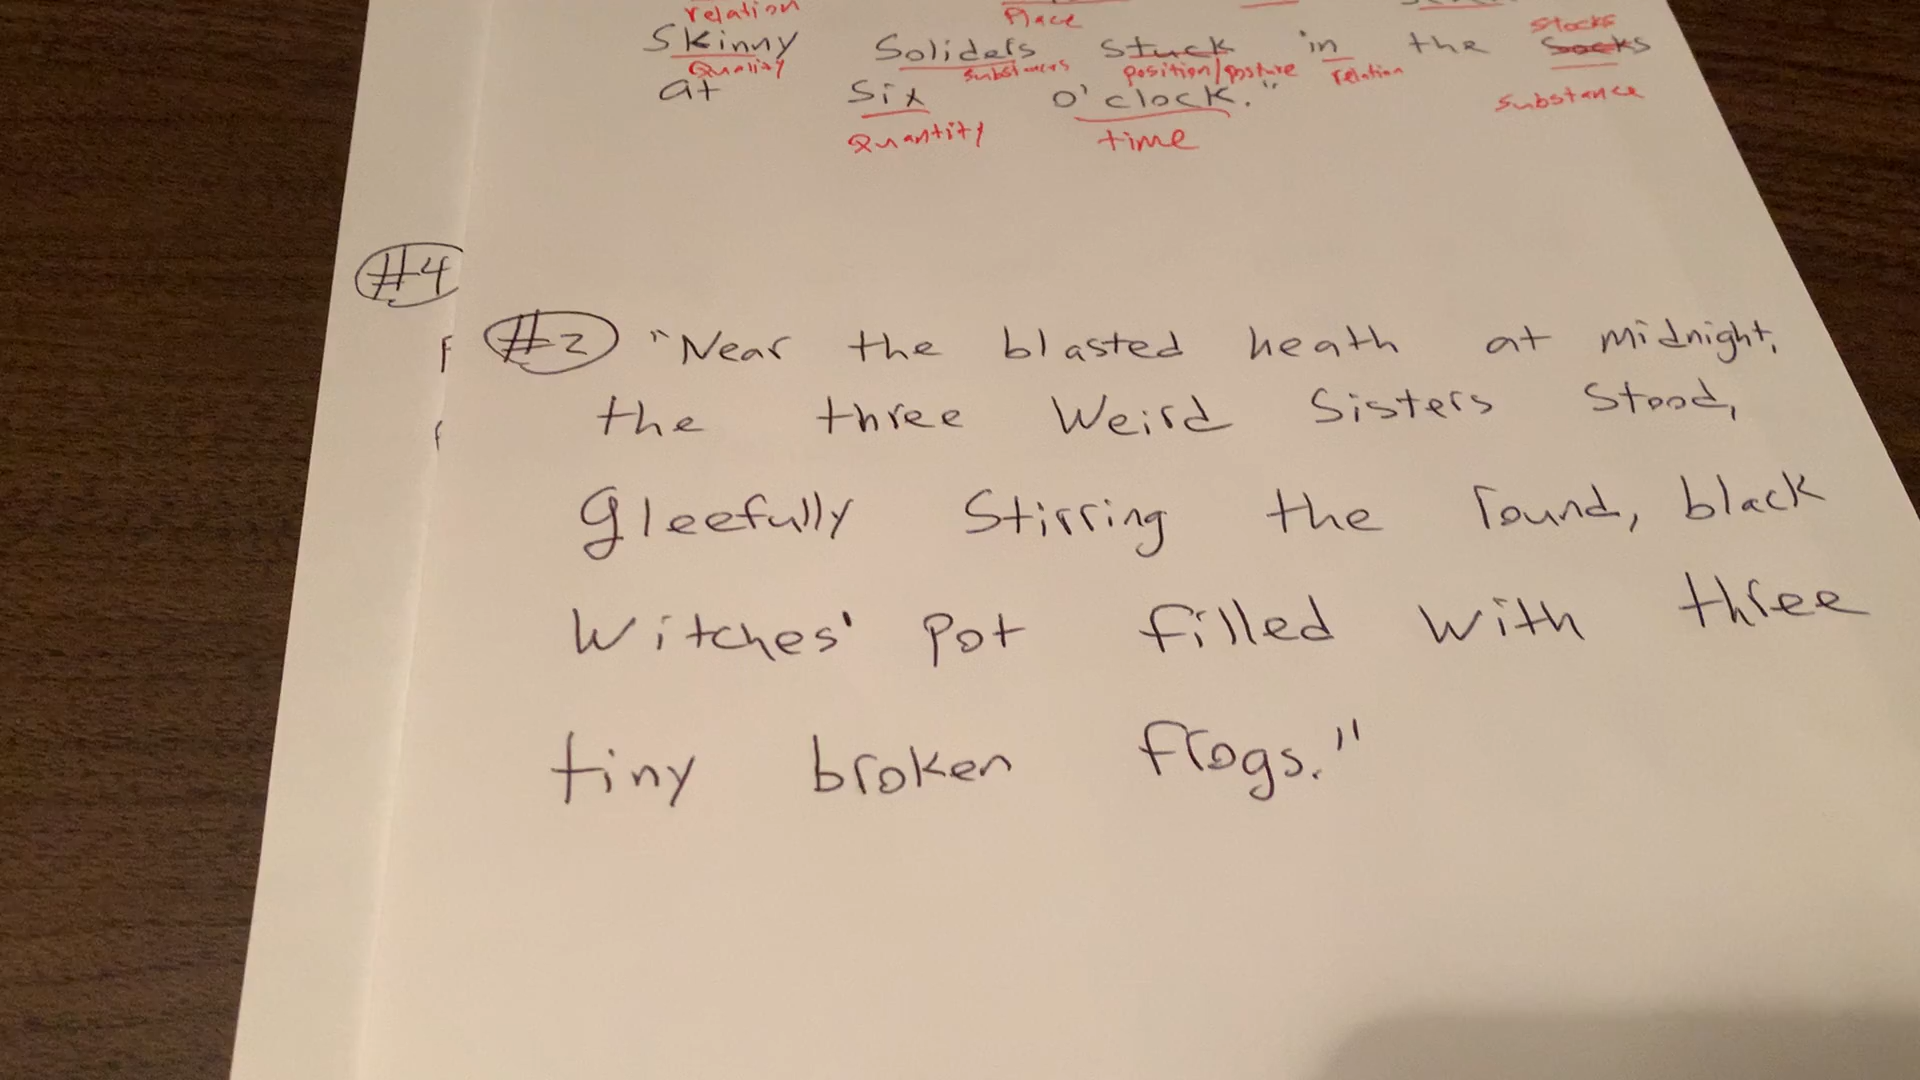 relation
Place
Skinny Soliders stuck in the Socks
stocks
Quality substances position/posture relation
substance
at Six O'clock."
Quantity time
#4
#2 "Near the blasted heath at midnight,
the three Weird Sisters Stood,
gleefully Stirring the round, black
Witches' Pot filled with three
tiny broken frogs."